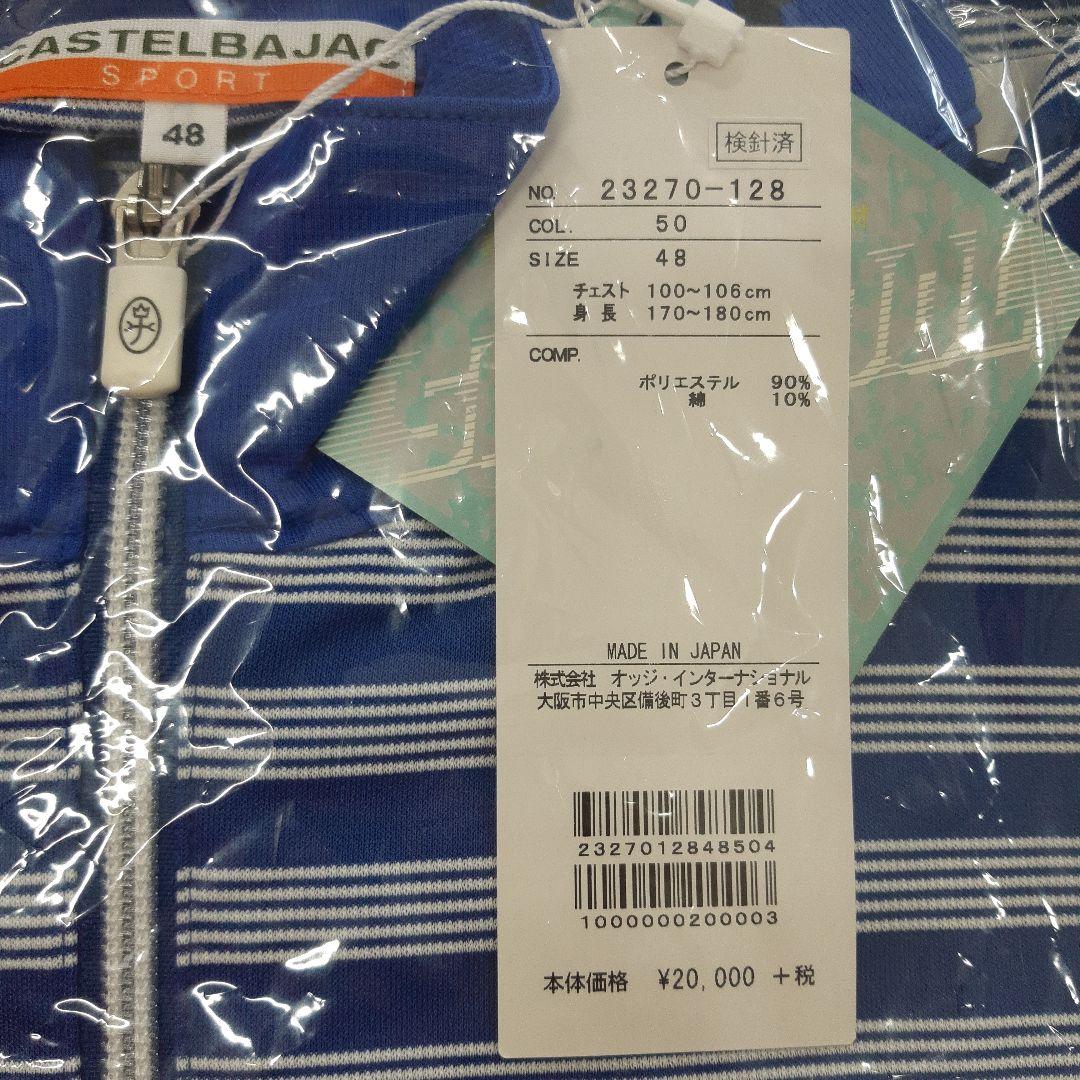 CASTELBAJAC
SPORT
48
検針済
NO. 23270-128
COL. 50
SIZE 48
チェスト 100~106cm
身長 170~180cm
COMP.
ポリエステル 90%
綿 10%
MADE IN JAPAN
株式会社 オッジ・インターナショナル
大阪市中央区備後町3丁目1番6号
2327012848504
1000000200003
本体価格 ¥20,000 +税